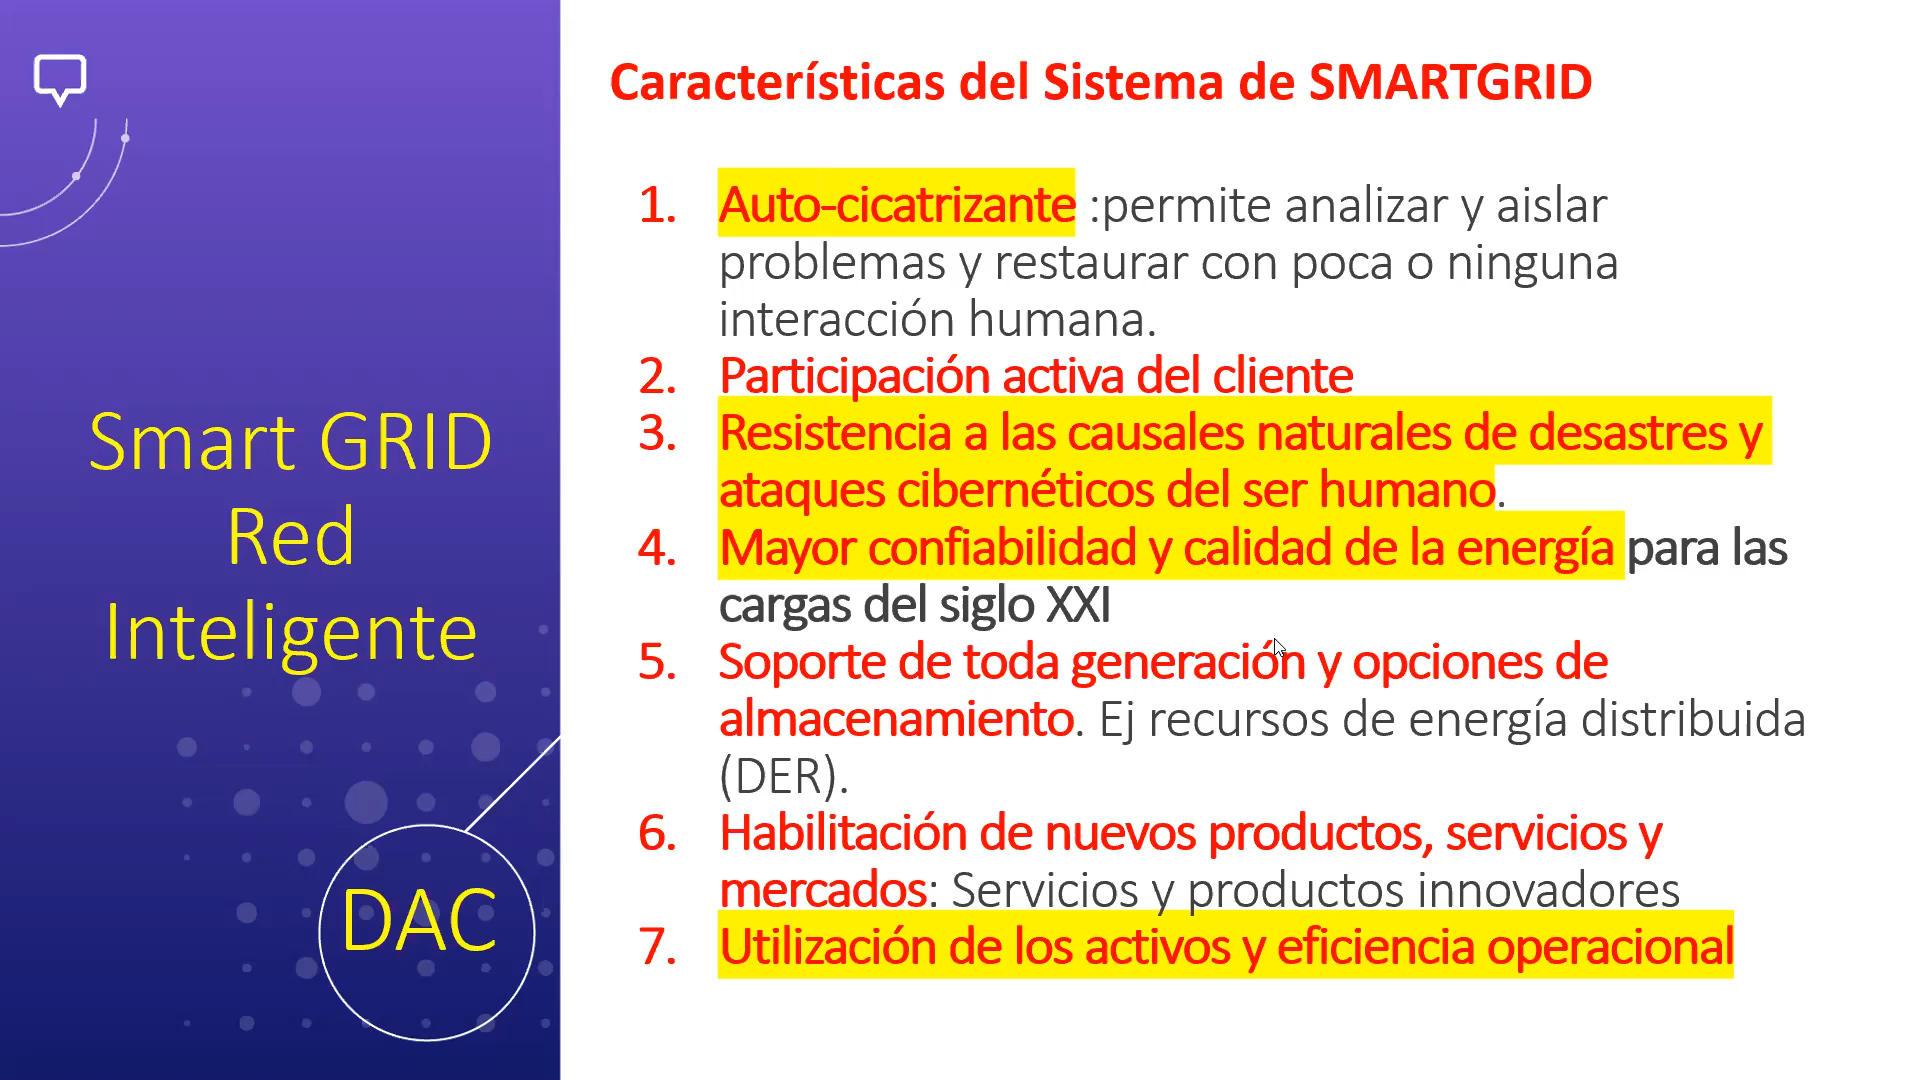 Smart GRID
Red
Inteligente
DAC
Características del Sistema de SMARTGRID
1. Auto-cicatrizante :permite analizar y aislar
problemas y restaurar con poca o ninguna
interacción humana.
2. Participación activa del cliente
3. Resistencia a las causales naturales de desastres y
ataques cibernéticos del ser humano.
4. Mayor confiabilidad y calidad de la energía para las
cargas del siglo XXI
5. Soporte de toda generación y opciones de
almacenamiento. Ej recursos de energía distribuida
(DER).
6. Habilitación de nuevos productos, servicios y
mercados: Servicios y productos innovadores
7. Utilización de los activos y eficiencia operacional